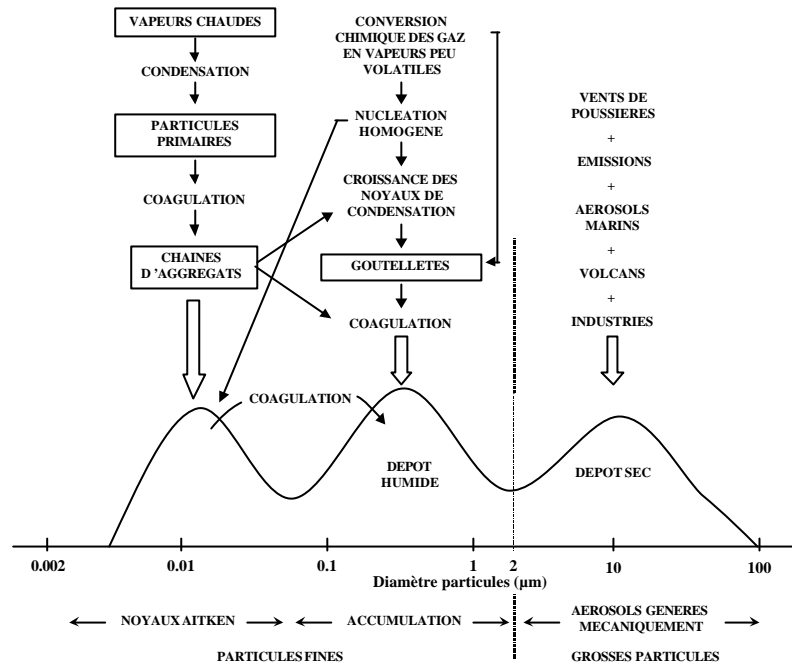 VAPEURS CHAUDES
CONDENSATION
PARTICULES
PRIMAIRES
COAGULATION
CHAINES
D ’AGGREGATS
CONVERSION
CHIMIQUE DES GAZ
EN VAPEURS PEU
VOLATILES
NUCLEATION
HOMOGENE
CROISSANCE DES
NOYAUX DE
CONDENSATION
GOUTELLETES
COAGULATION
VENTS DE
POUSSIERES
+
EMISSIONS
+
AEROSOLS
MARINS
+
VOLCANS
+
INDUSTRIES
COAGULATION
DEPOT
HUMIDE
DEPOT SEC
0.002 0.01 0.1 1 2 10 100
Diamètre particules (µm)
NOYAUX AITKEN
ACCUMULATION
AEROSOLS GENERES
MECANIQUEMENT
PARTICULES FINES
GROSSES PARTICULES